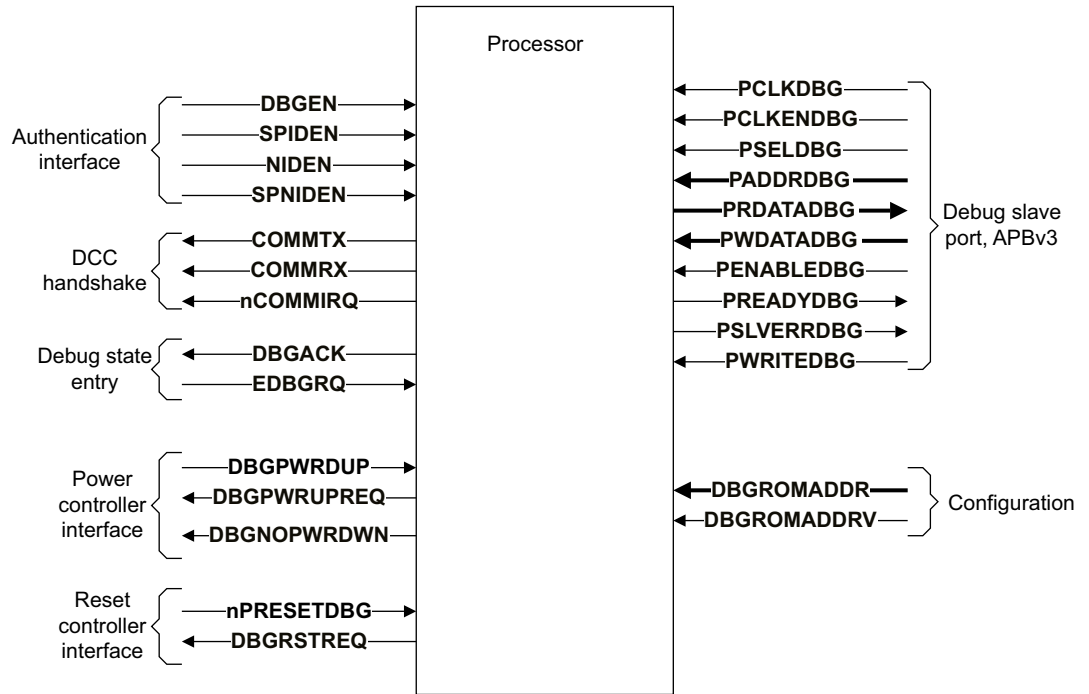 Processor
Authentication
interface
DBGEN
SPIDEN
NIDEN
SPNIDEN
DCC
handshake
COMMTX
COMMRX
nCOMMIRQ
Debug state
entry
DBGACK
EDBGRQ
Power
controller
interface
DBGPWRDUP
DBGPWRUPREQ
DBGNOPWRDWN
Reset
controller
interface
nPRESETDBG
DBGRSTREQ
PCLKDBG
PCLKENDBG
PSELDBG
PADDRDBG
PRDATADBG
PWDATADBG
PENABLEDBG
PREADYDBG
PSLVERRDBG
PWRITEDBG
Debug slave
port, APBv3
DBGROMADDR
DBGROMADDRV
Configuration